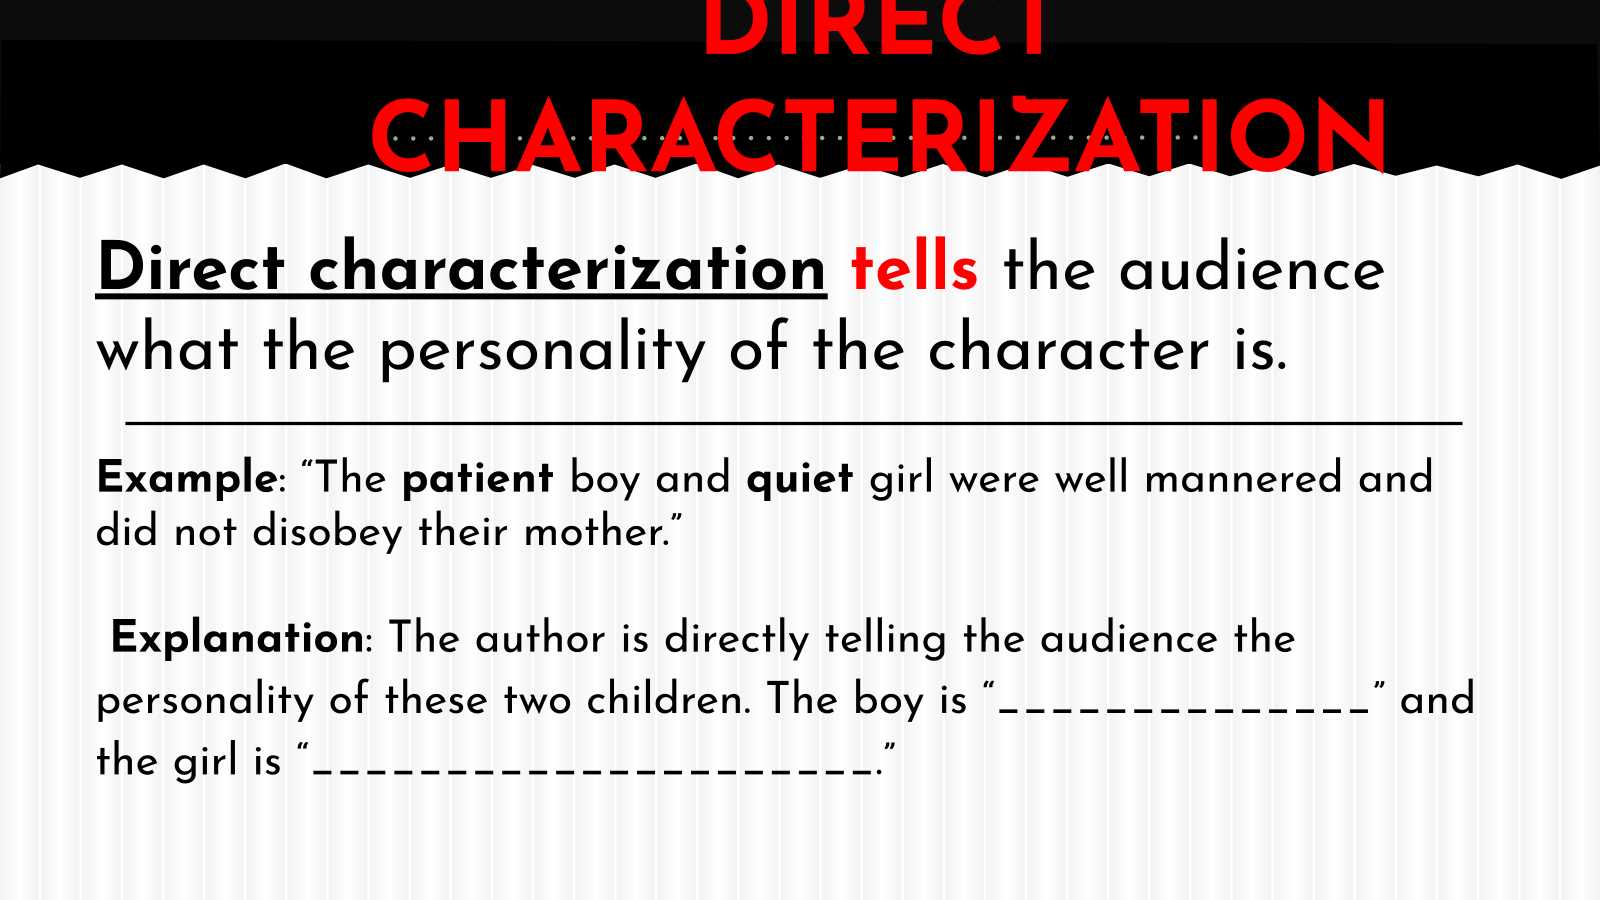 DIRECT
CHARACTERIZATION
Direct characterization tells the audience
what the personality of the character is.
Example: “The patient boy and quiet girl were well mannered and
did not disobey their mother.”
Explanation: The author is directly telling the audience the
personality of these two children. The boy is “______________” and
the girl is “_____________________.”